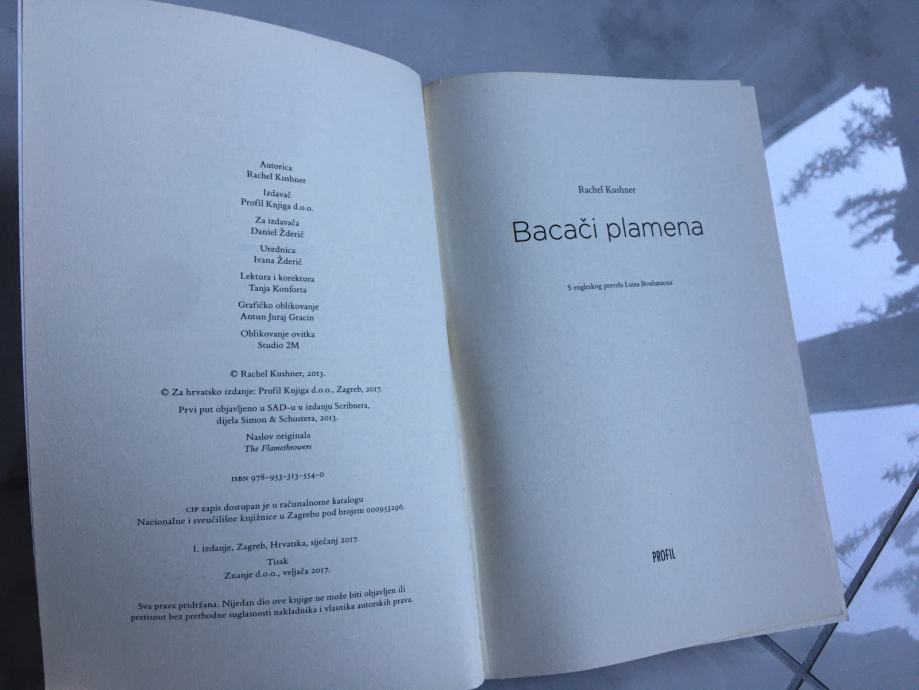 Autorica
Rachel Kushner
Izdavač
Profil Knjiga d.o.o.
Za izdavača
Daniel Žderić
Urednica
Ivana Žderić
Lektura i korektura
Tanja Konforta
Grafičko oblikovanje
Antun Juraj Gracin
Oblikovanje ovitka
Studio 2M
© Rachel Kushner, 2013.
© Za hrvatsko izdanje: Profil Knjiga d.o.o., Zagreb, 2017.
Prvi put objavljeno u SAD-u u izdanju Scribnera,
dijela Simon & Schustera, 2013.
Naslov originala
The Flamethrowers
ISBN 978-953-313-554-0
CIP zapis dostupan je u računalnome katalogu
Nacionalne i sveučilišne knjižnice u Zagrebu pod brojem 000953296.
1. izdanje, Zagreb, Hrvatska, siječanj 2017.
Tisak
Znanje d.o.o., veljača 2017.
Sva prava pridržana. Nijedan dio ove knjige ne može biti objavljen ili
pretisnut bez prethodne suglasnosti nakladnika i vlasnika autorskih prava.
Rachel Kushner
Bacači plamena
S engleskog prevela Luiza Bouharaoua
PROFIL